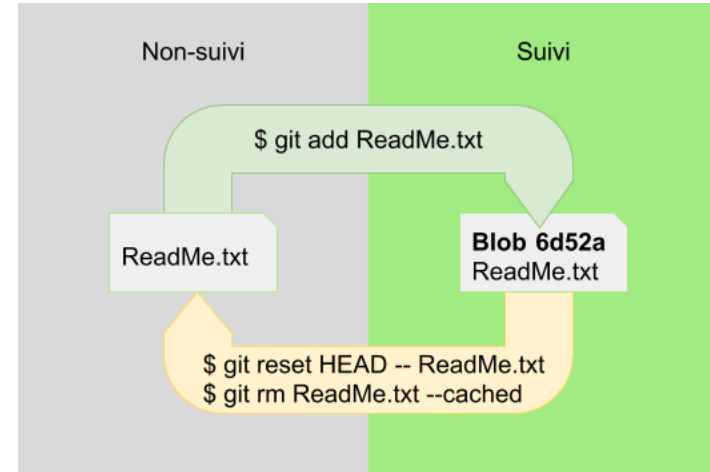 Non-suivi
Suivi
$ git add ReadMe.txt
ReadMe.txt
Blob 6d52a
ReadMe.txt
$ git reset HEAD -- ReadMe.txt
$ git rm ReadMe.txt --cached